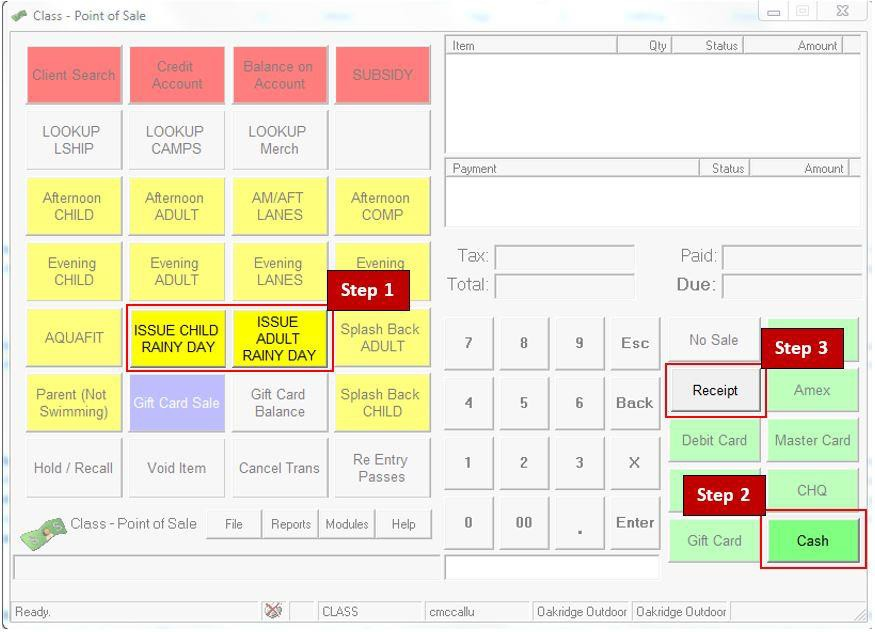 Class - Point of Sale
Item Qty Status Amount
Client Search
Credit
Account
Balance on
Account
SUBSIDY
LOOKUP
LSHIP
LOOKUP
CAMPS
LOOKUP
Merch
Payment Status Amount
Afternoon
CHILD
Afternoon
ADULT
AM/AFT
LANES
Afternoon
COMP
Evening
CHILD
Evening
ADULT
Evening
LANES
Evening
Tax:
Paid:
Total:
Due:
Step 1
AQUAFIT
ISSUE CHILD
RAINY DAY
ISSUE
ADULT
RAINY DAY
Splash Back
ADULT
7 8 9 Esc
No Sale
Step 3
Parent (Not
Swimming)
Gift Card Sale
Gift Card
Balance
Splash Back
CHILD
4 5 6 Back
Receipt
Amex
Hold / Recall
Void Item
Cancel Trans
Re Entry
Passes
1 2 3 X
Debit Card
Master Card
Step 2
CHQ
Class - Point of Sale
File Reports Modules Help
0 00 . Enter
Gift Card
Cash
Ready. CLASS cmccallu Oakridge Outdoor Oakridge Outdoor